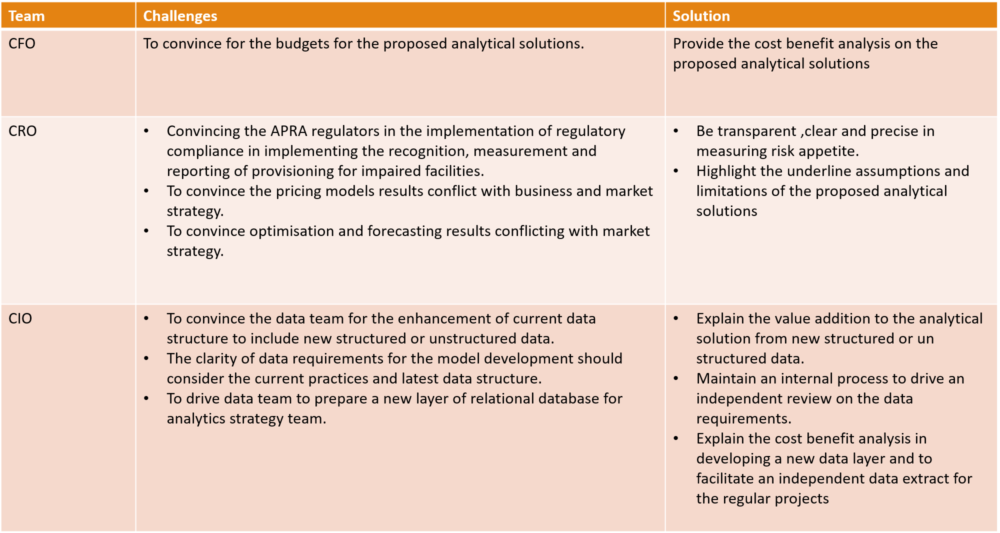 Team
Challenges
Solution
CFO
To convince for the budgets for the proposed analytical solutions.
Provide the cost benefit analysis on the
proposed analytical solutions
CRO
• Convincing the APRA regulators in the implementation of regulatory
compliance in implementing the recognition, measurement and
reporting of provisioning for impaired facilities.
• To convince the pricing models results conflict with business and market
strategy.
• To convince optimisation and forecasting results conflicting with market
strategy.
• Be transparent ,clear and precise in
measuring risk appetite.
• Highlight the underline assumptions and
limitations of the proposed analytical
solutions
CIO
• To convince the data team for the enhancement of current data
structure to include new structured or unstructured data.
• The clarity of data requirements for the model development should
consider the current practices and latest data structure.
• To drive data team to prepare a new layer of relational database for
analytics strategy team.
• Explain the value addition to the analytical
solution from new structured or un
structured data.
• Maintain an internal process to drive an
independent review on the data
requirements.
• Explain the cost benefit analysis in
developing a new data layer and to
facilitate an independent data extract for
the regular projects